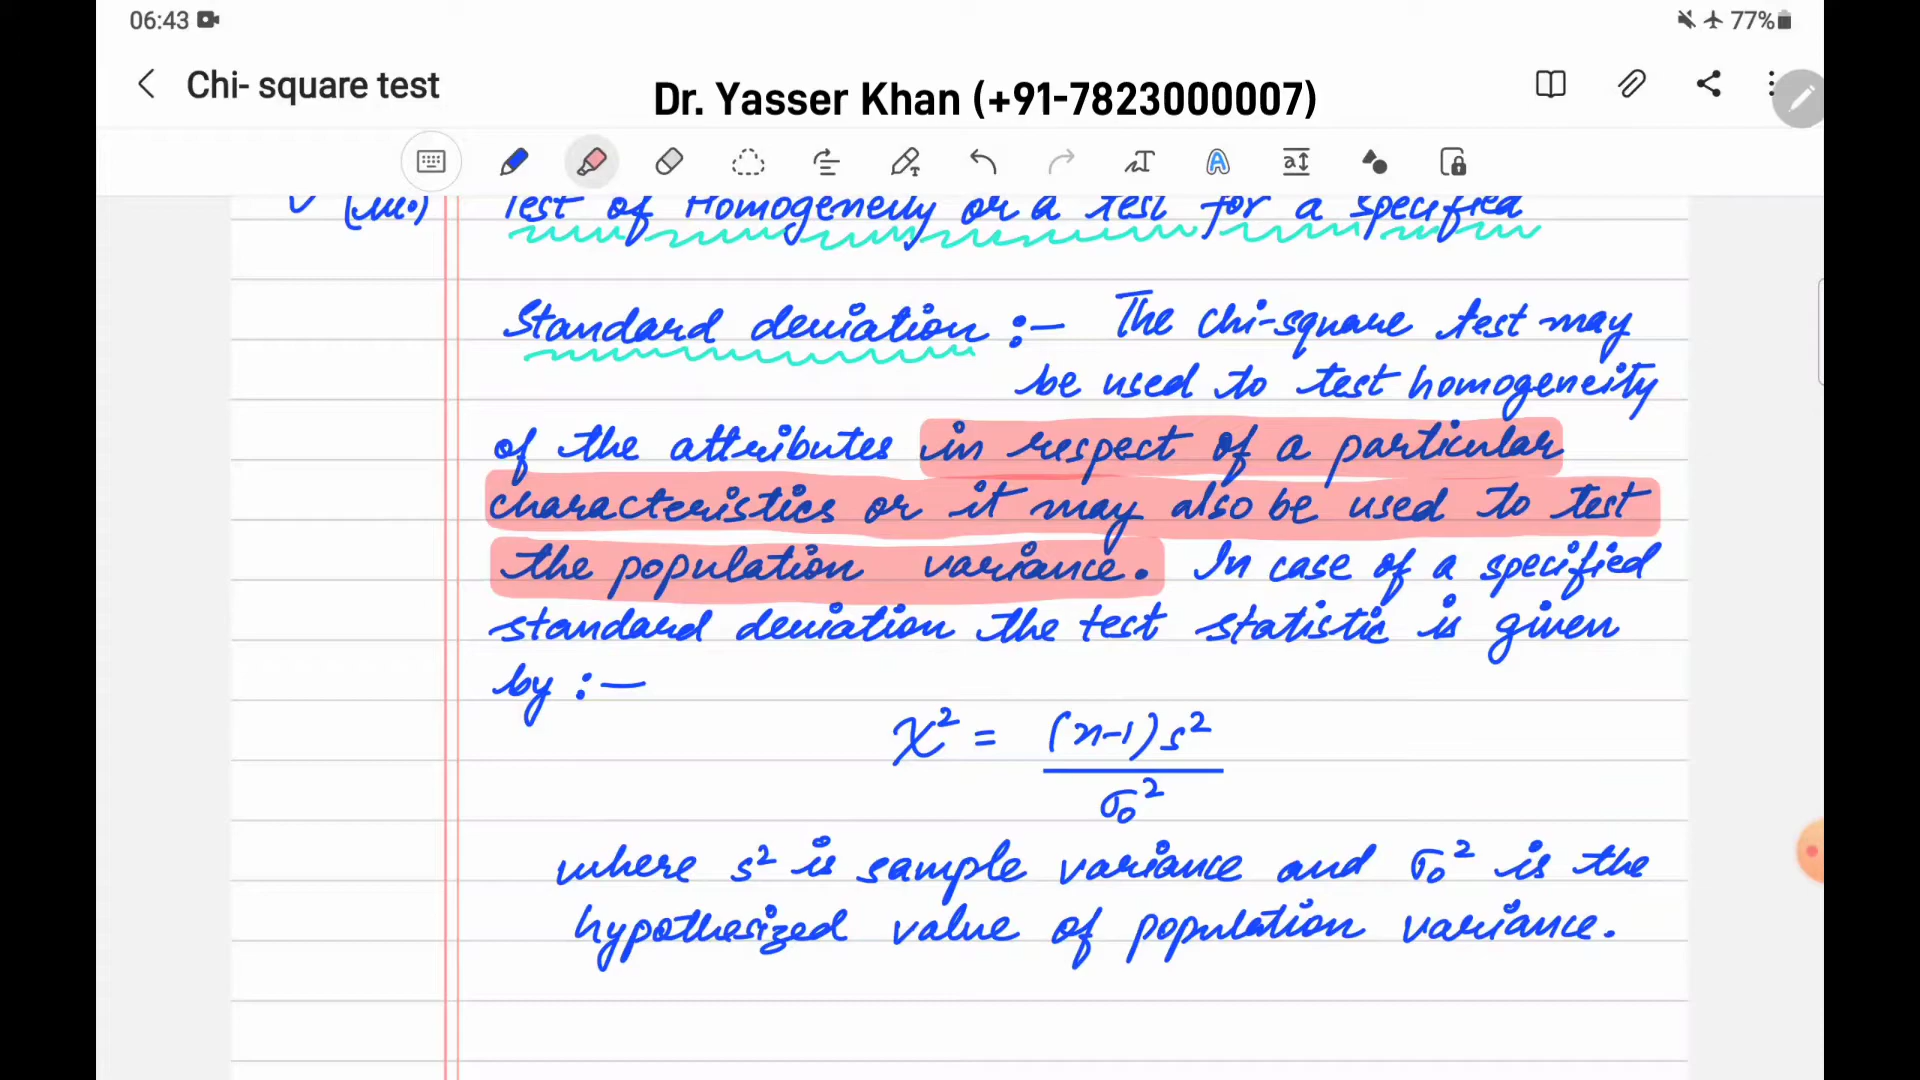 06:43
77%
Chi- square test
Dr. Yasser Khan (+91-7823000007)
(iii.) Test of Homogeneity or a test for a specified
Standard deviation :— The chi-square test may
be used to test homogeneity
of the attributes in respect of a particular
characteristics or it may also be used to test
the population variance. In case of a specified
standard deviation the test statistic is given
by :—
χ² = (n-1)s²
σ₀²
where s² is sample variance and σ₀² is the
hypothesized value of population variance.